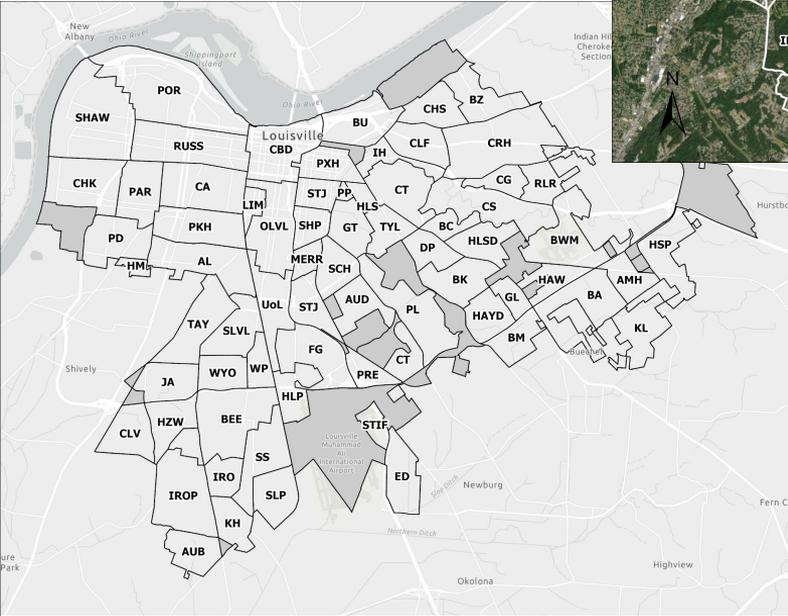 New
Albany
Ohio River
Shippingport
Island
Ohio River
Indian Hil
Cheroke
Section
N
POR
BZ
CHS
SHAW
BU
Louisville
RUSS
CBD
IH
CLF
CRH
PXH
CHK
PAR
CA
STJ
PP
CT
CG
RLR
LIM
HLS
CS
Hurstbo
PKH
OLVL
SHP
GT
TYL
BC
PD
DP
HLSD
BWM
HSP
HM
AL
MERR
SCH
BK
HAW
AMH
UoL
STJ
AUD
PL
HAYD
GL
BA
TAY
SLVL
BM
KL
FG
Buechel
Shively
CT
JA
WYO
WP
PRE
HLP
CLV
HZW
BEE
STIF
Louisville
Muhammad
Ali
International
Airport
SS
IROP
IRO
SLP
ED
Slop Ditch
Newburg
Fern C
KH
Northern Ditch
AUB
ure
Park
Highview
Okolona